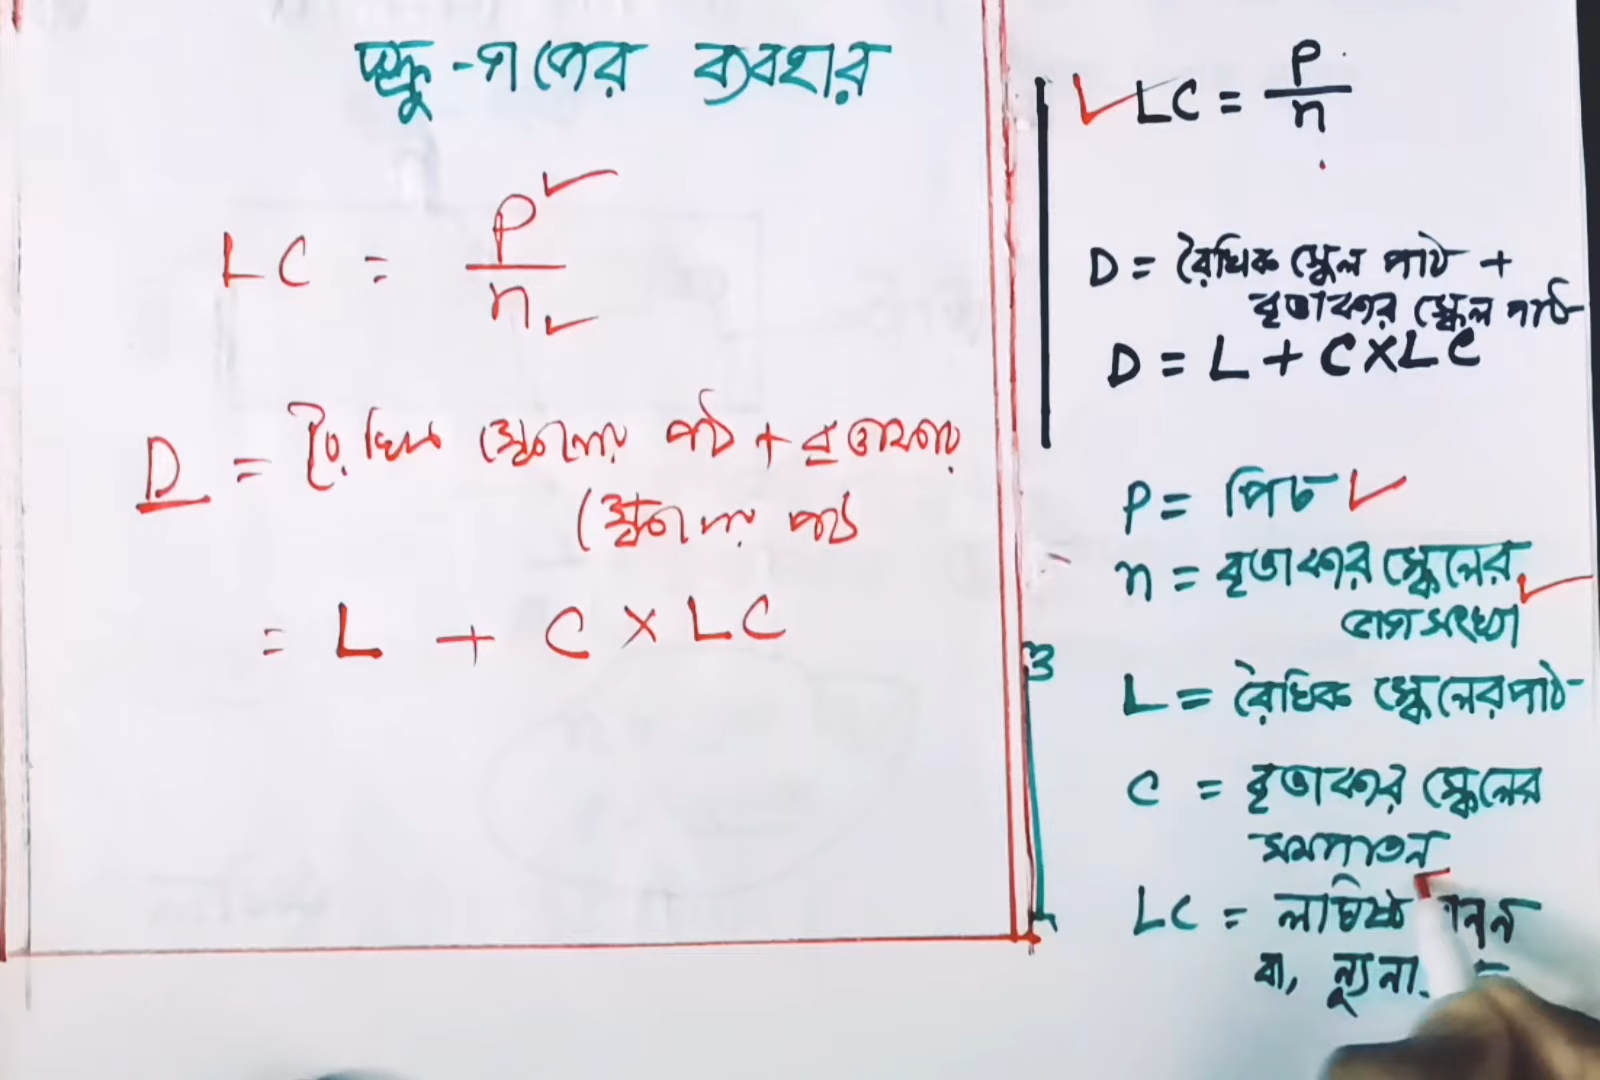 স্ক্রু-গজের ব্যবহার
LC = P/n
D = রৈখিক স্কেলের পাঠ + বৃত্তাকার
স্কেলের পাঠ
= L + C × LC
LC = P/n
D = রৈখিক স্কেল পাঠ +
বৃত্তাকার স্কেল পাঠ
D = L + C × LC
P = পিচ
n = বৃত্তাকার স্কেলের
ভাগ সংখ্যা
L = রৈখিক স্কেলের পাঠ
C = বৃত্তাকার স্কেলের
সমপাতন
LC = লঘিষ্ঠ
বা,